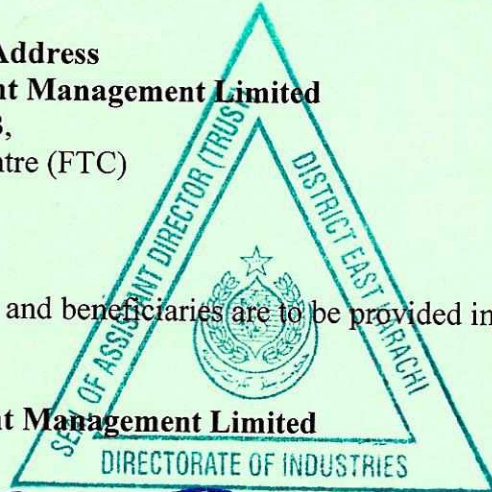 Address
nt Management Limited
3,
ntre (FTC)
and beneficiaries are to be provided in
nt Management Limited
SEAL OF ASSISTANT DIRECTOR (TRUST)
DISTRICT EAST KARACHI
DIRECTORATE OF INDUSTRIES